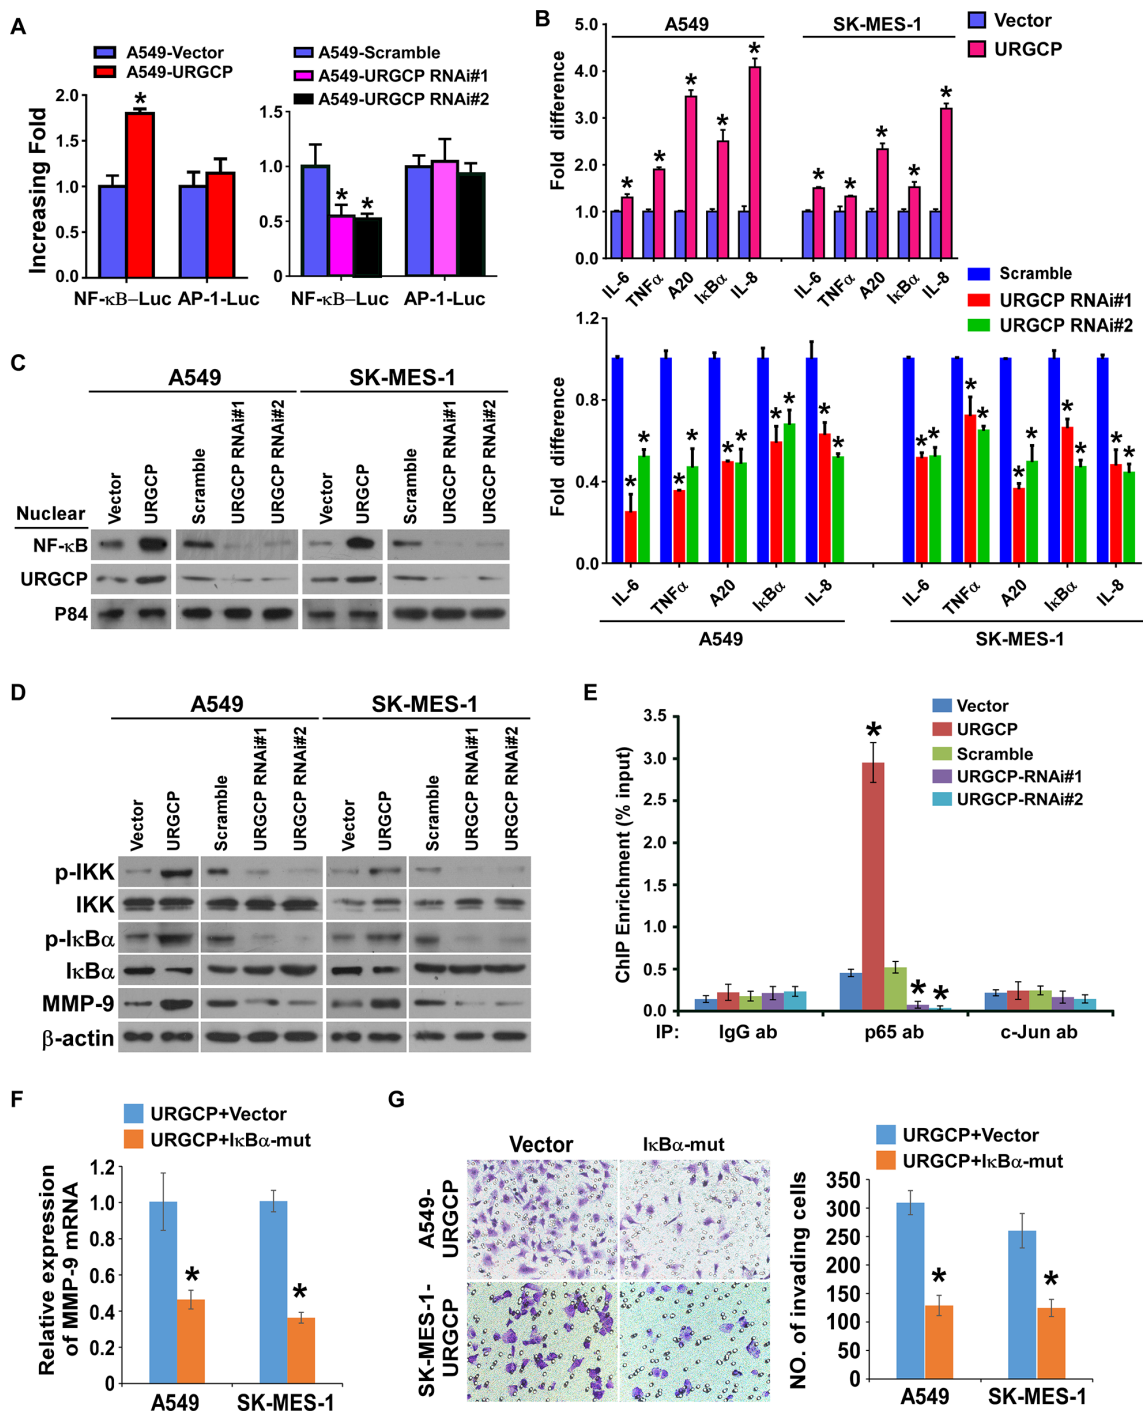 A
A549-Vector
A549-URGCP
Increasing Fold
2.0
1.5
1.0
0.5
0.0
*
NF-κB–Luc
AP-1-Luc
A549-Scramble
A549-URGCP RNAi#1
A549-URGCP RNAi#2
1.5
1.0
0.5
0
*
*
NF-κB–Luc
AP-1-Luc
B
A549
SK-MES-1
Vector
URGCP
Fold difference
5.0
4.0
3.0
2.0
1.0
0.0
* * * * *
* * * * *
IL-6 TNFα A20 IκBα IL-8
IL-6 TNFα A20 IκBα IL-8
Scramble
URGCP RNAi#1
URGCP RNAi#2
Fold difference
1.2
0.8
0.4
0.0
* * * * * * * * * *
* * * * * * * * * *
IL-6 TNFα A20 IκBα IL-8
IL-6 TNFα A20 IκBα IL-8
A549
SK-MES-1
C
A549
SK-MES-1
Nuclear
Vector
URGCP
Scramble
URGCP RNAi#1
URGCP RNAi#2
Vector
URGCP
Scramble
URGCP RNAi#1
URGCP RNAi#2
NF-κB
URGCP
P84
D
A549
SK-MES-1
Vector
URGCP
Scramble
URGCP RNAi#1
URGCP RNAi#2
Vector
URGCP
Scramble
URGCP RNAi#1
URGCP RNAi#2
p-IKK
IKK
p-IκBα
IκBα
MMP-9
β-actin
E
Vector
URGCP
Scramble
URGCP-RNAi#1
URGCP-RNAi#2
ChIP Enrichment (% input)
3.5
3.0
2.5
2.0
1.5
1.0
0.5
0.0
*
* *
IP:
IgG ab
p65 ab
c-Jun ab
F
URGCP+Vector
URGCP+IκBα-mut
Relative expression
of MMP-9 mRNA
1.2
1.0
0.8
0.6
0.4
0.2
0
*
*
A549
SK-MES-1
G
Vector
IκBα-mut
A549-
URGCP
SK-MES-1-
URGCP
URGCP+Vector
URGCP+IκBα-mut
NO. of invading cells
350
300
250
200
150
100
50
0
*
*
A549
SK-MES-1